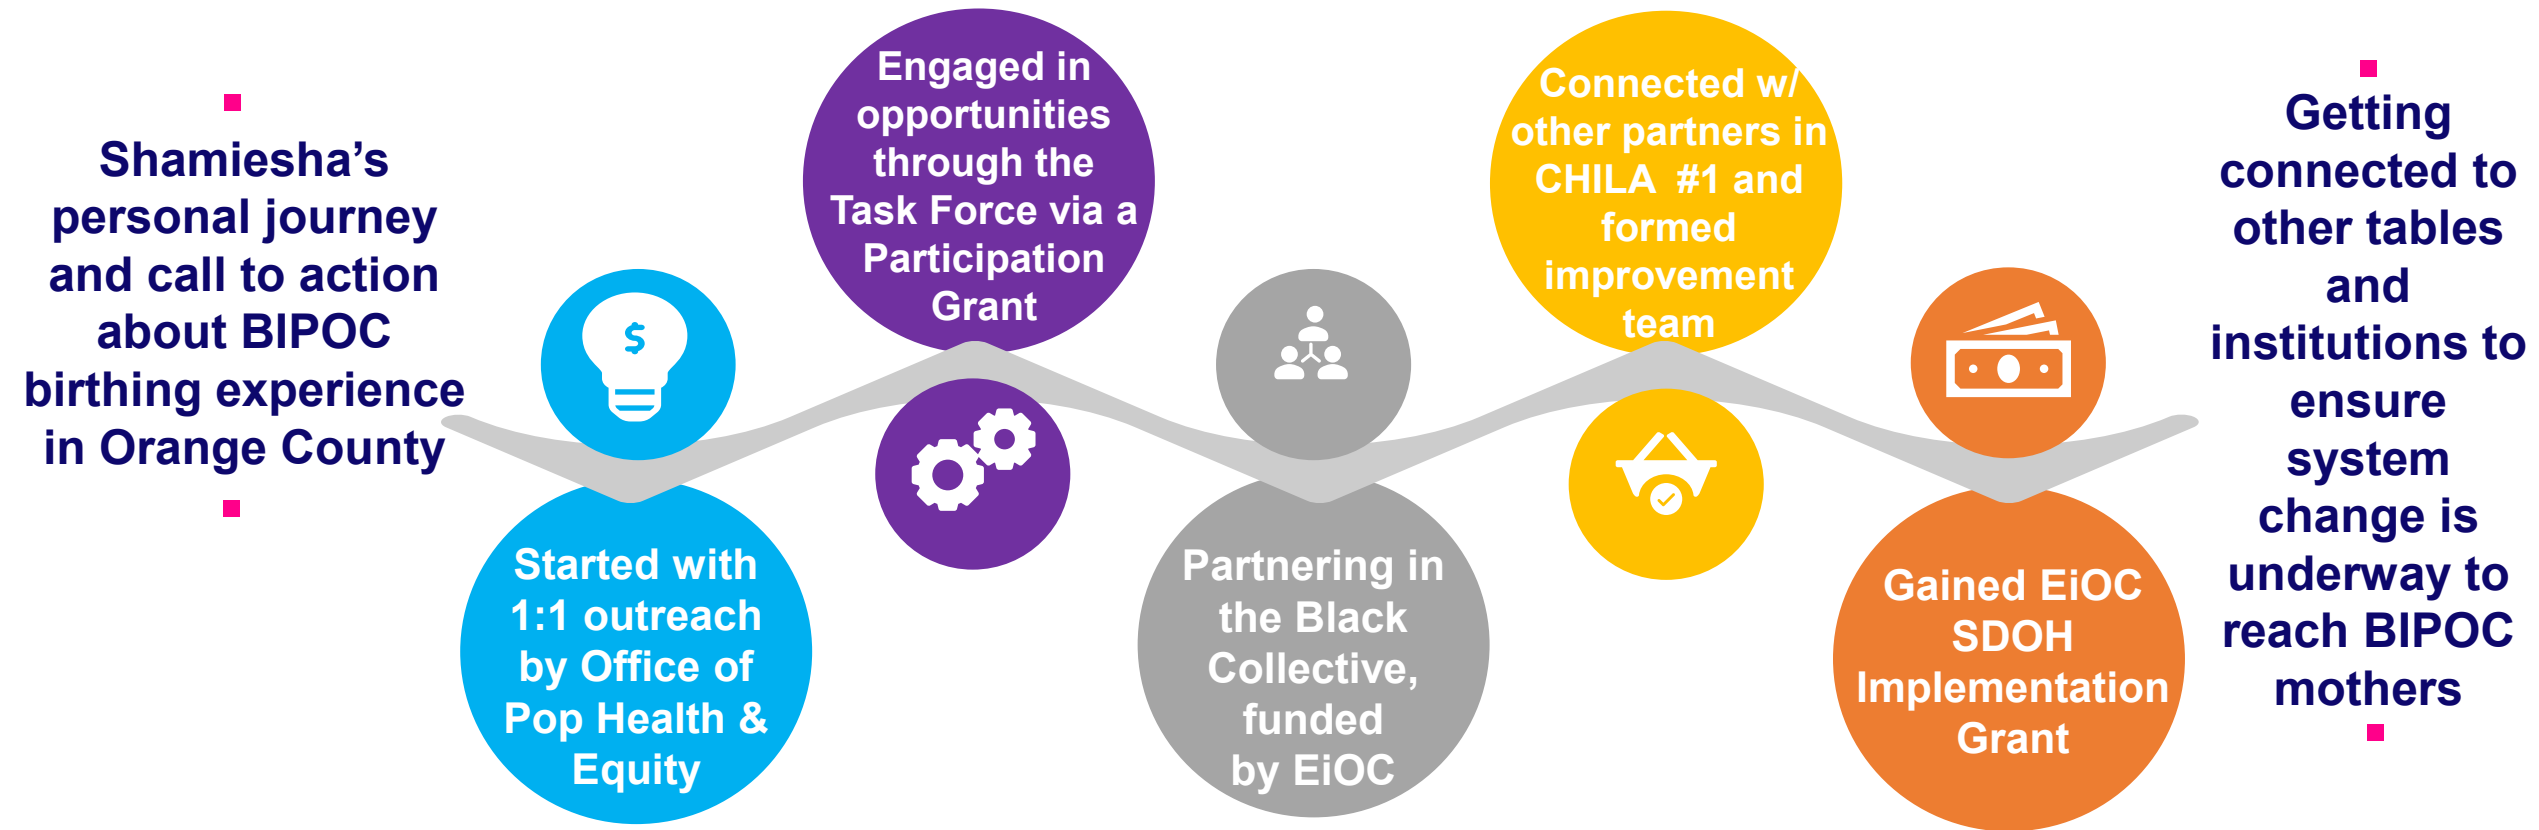 Shamiesha’s
personal journey
and call to action
about BIPOC
birthing experience
in Orange County
$
Started with
1:1 outreach
by Office of
Pop Health &
Equity
Engaged in
opportunities
through the
Task Force via a
Participation
Grant
Partnering in
the Black
Collective,
funded
by EiOC
Connected w/
other partners in
CHILA  #1 and
formed
improvement
team
Gained EiOC
SDOH
Implementation
Grant
Getting
connected to
other tables
and
institutions to
ensure
system
change is
underway to
reach BIPOC
mothers